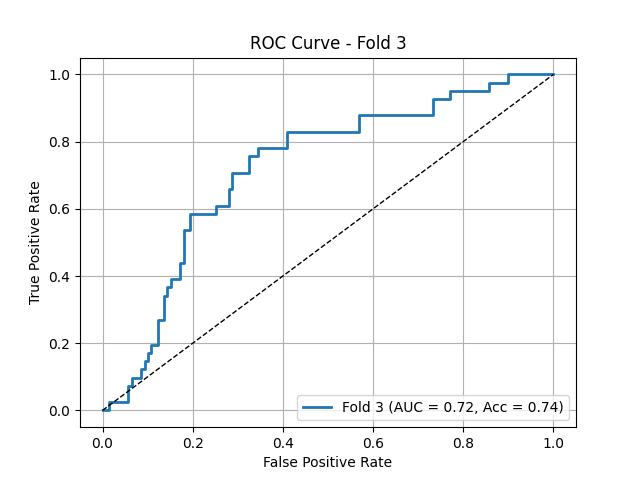 ROC Curve - Fold 3
True Positive Rate
1.0
0.8
0.6
0.4
0.2
0.0
Fold 3 (AUC = 0.72, Acc = 0.74)
0.0 0.2 0.4 0.6 0.8 1.0
False Positive Rate